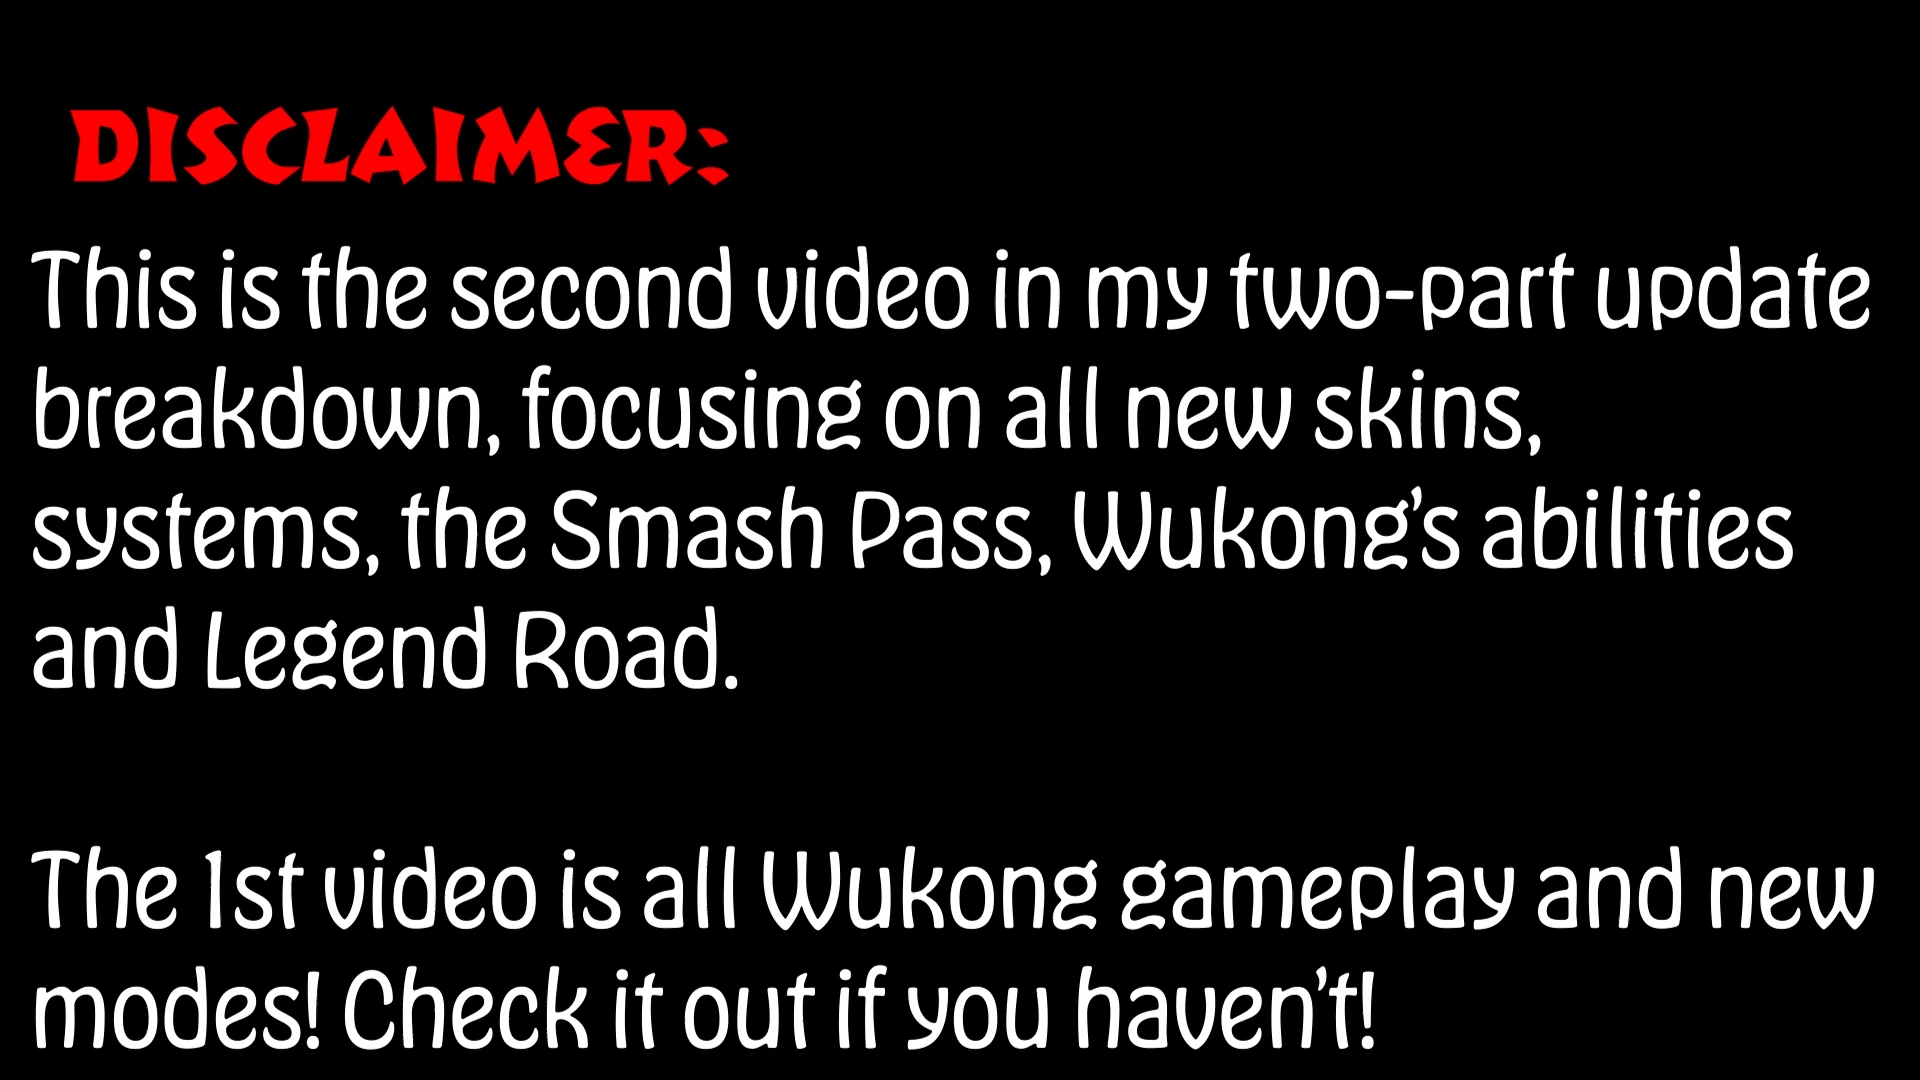 DISCLAIMER:
This is the second video in my two-part update
breakdown, focusing on all new skins,
systems, the Smash Pass, Wukong’s abilities
and Legend Road.
The 1st video is all Wukong gameplay and new
modes! Check it out if you haven’t!